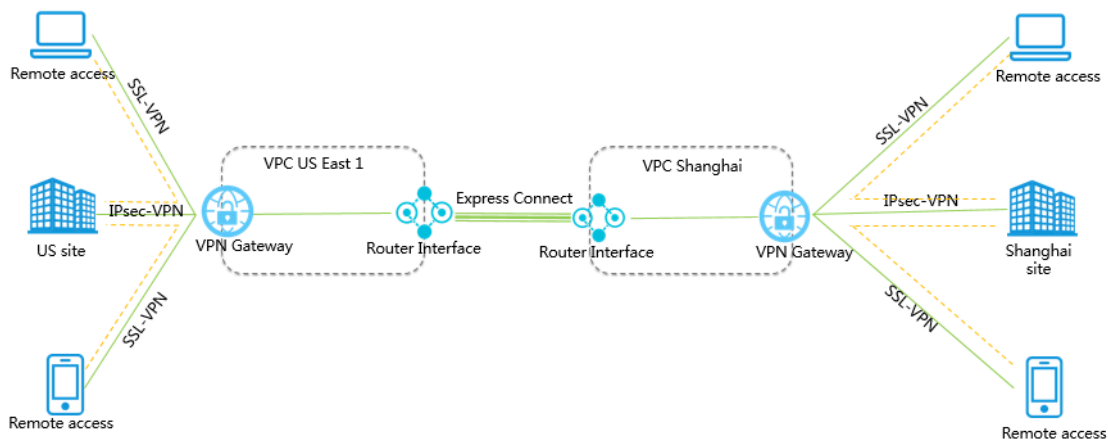 Remote access
SSL-VPN
IPsec-VPN
US site
SSL-VPN
Remote access
VPC US East 1
VPN Gateway
Router Interface
Express Connect
VPC Shanghai
Router Interface
VPN Gateway
Remote access
SSL-VPN
IPsec-VPN
Shanghai
site
SSL-VPN
Remote access